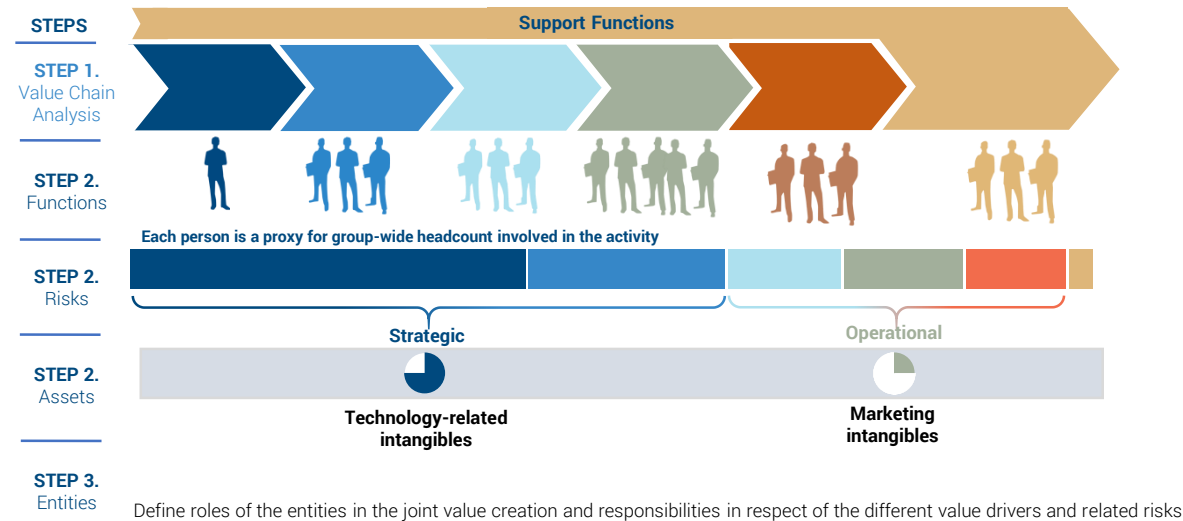 STEPS
Support Functions
STEP 1.
Value Chain
Analysis
STEP 2.
Functions
Each person is a proxy for group-wide headcount involved in the activity
STEP 2.
Risks
Strategic
Operational
STEP 2.
Assets
Technology-related
intangibles
Marketing
intangibles
STEP 3.
Entities
Define roles of the entities in the joint value creation and responsibilities in respect of the different value drivers and related risks